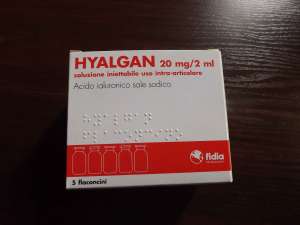 HYALGAN 20 mg/2 ml
soluzione iniettabile uso intra-articolare
Acido ialuronico sale sodico
fidia
5 flaconcini